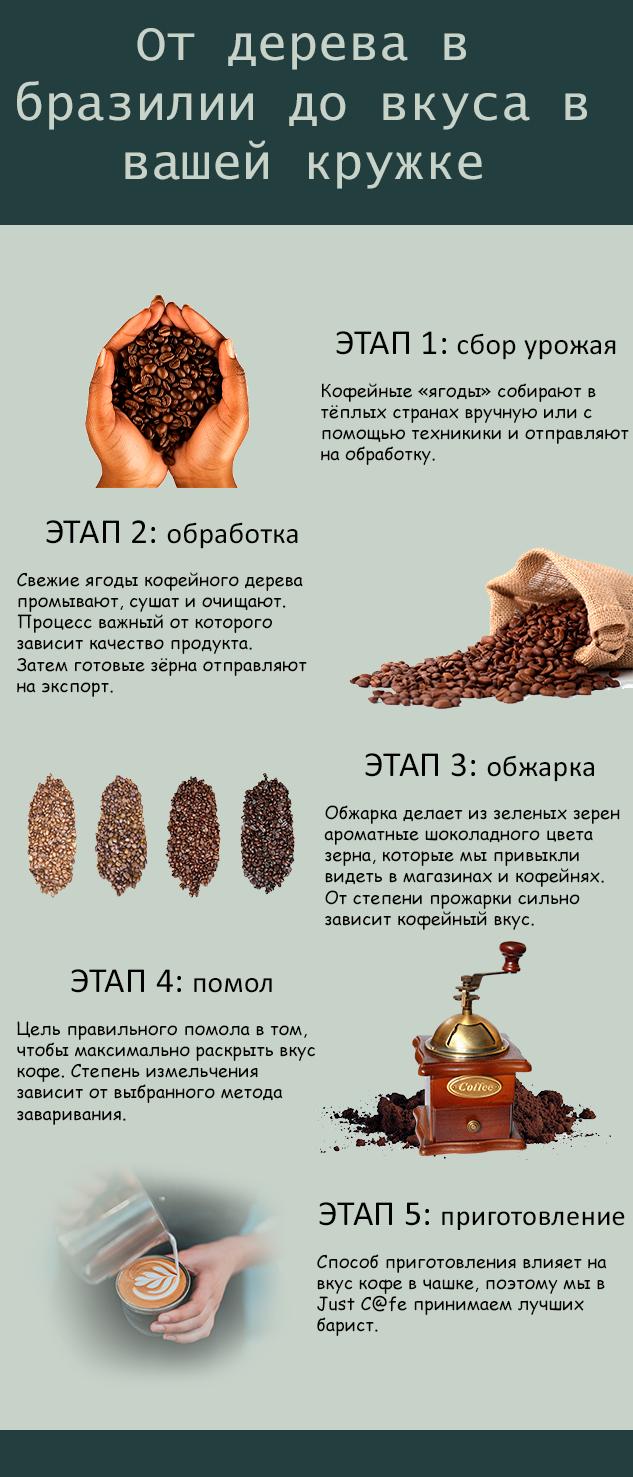 От дерева в
бразилии до вкуса в
вашей кружке
ЭТАП 1: сбор урожая
Кофейные «ягоды» собирают в
тёплых странах вручную или с
помощью техникики и отправляют
на обработку.
ЭТАП 2: обработка
Свежие ягоды кофейного дерева
промывают, сушат и очищают.
Процесс важный от которого
зависит качество продукта.
Затем готовые зёрна отправляют
на экспорт.
ЭТАП 3: обжарка
Обжарка делает из зеленых зерен
ароматные шоколадного цвета
зерна, которые мы привыкли
видеть в магазинах и кофейнях.
От степени прожарки сильно
зависит кофейный вкус.
ЭТАП 4: помол
Цель правильного помола в том,
чтобы максимально раскрыть вкус
кофе. Степень измельчения
зависит от выбранного метода
заваривания.
Coffee
ЭТАП 5: приготовление
Способ приготовления влияет на
вкус кофе в чашке, поэтому мы в
Just C@fe принимаем лучших
барист.